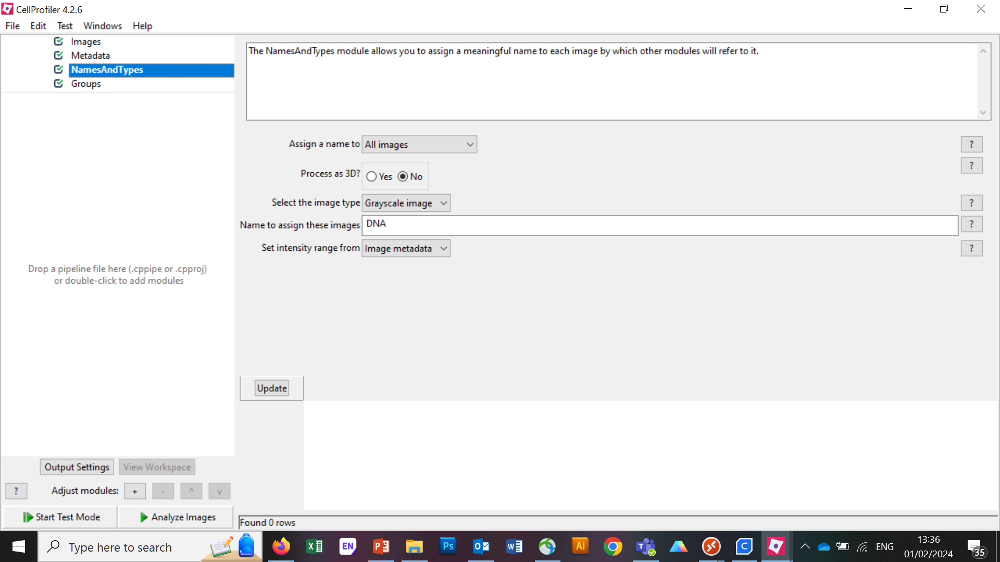 CellProfiler 4.2.6
File Edit Test Windows Help
Images
Metadata
NamesAndTypes
Groups
The NamesAndTypes module allows you to assign a meaningful name to each image by which other modules will refer to it.
Assign a name to All images ?
Process as 3D? Yes No ?
Select the image type Grayscale image ?
Name to assign these images DNA ?
Set intensity range from Image metadata ?
Drop a pipeline file here (.cppipe or .cpproj)
or double-click to add modules
Update
Output Settings View Workspace
? Adjust modules: + - ^ v
Start Test Mode Analyze Images
Found 0 rows
Type here to search
EN
Ps
Ai
ENG
13:36
01/02/2024
35